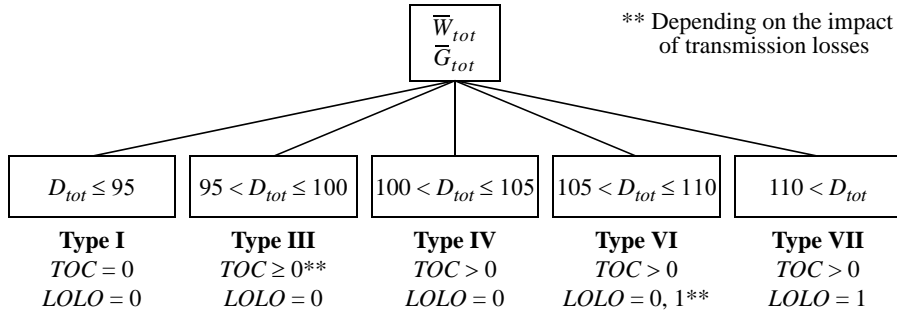 W̅tot
G̅tot
** Depending on the impact
of transmission losses
Dtot ≤ 95
95 < Dtot ≤ 100
100 < Dtot ≤ 105
105 < Dtot ≤ 110
110 < Dtot
Type I
TOC = 0
LOLO = 0
Type III
TOC ≥ 0**
LOLO = 0
Type IV
TOC > 0
LOLO = 0
Type VI
TOC > 0
LOLO = 0, 1**
Type VII
TOC > 0
LOLO = 1